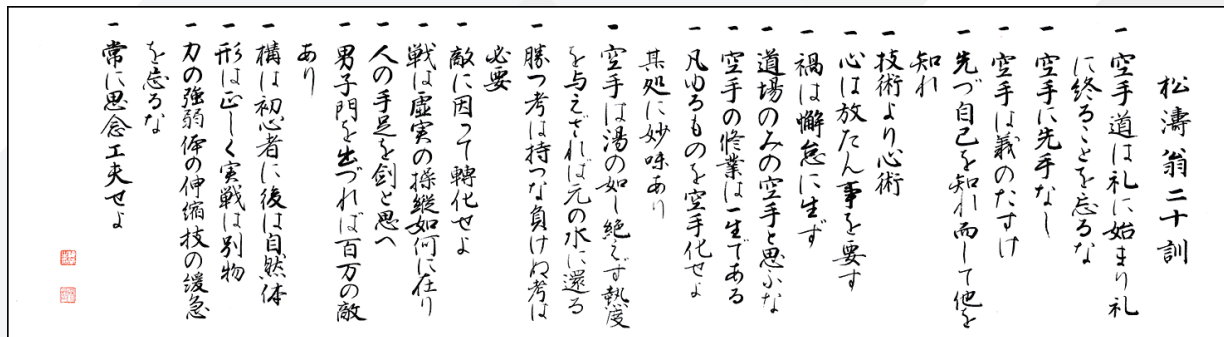 松濤翁二十訓
一 空手道は礼に始まり礼
に終ることを忘るな
一 空手に先手なし
一 空手は義のたすけ
一 先づ自己を知れ而して他を
知れ
一 技術より心術
一 心は放たん事を要す
一 禍は懈怠に生ず
一 道場のみの空手と思ふな
一 空手の修業は一生である
一 凡ゆるものを空手化せよ
其処に妙味あり
一 空手は湯の如し絶えず熱度
を与えざれば元の水に還る
一 勝つ考は持つな負けぬ考は
必要
一 敵に因って轉化せよ
一 戦は虚実の操縦如何に在り
一 人の手足を剣と思へ
一 男子門を出づれば百万の敵
あり
一 構は初心者に後は自然体
一 形は正しく実戦は別物
一 力の強弱体の伸縮技の緩急
を忘るな
一 常に思念工夫せよ